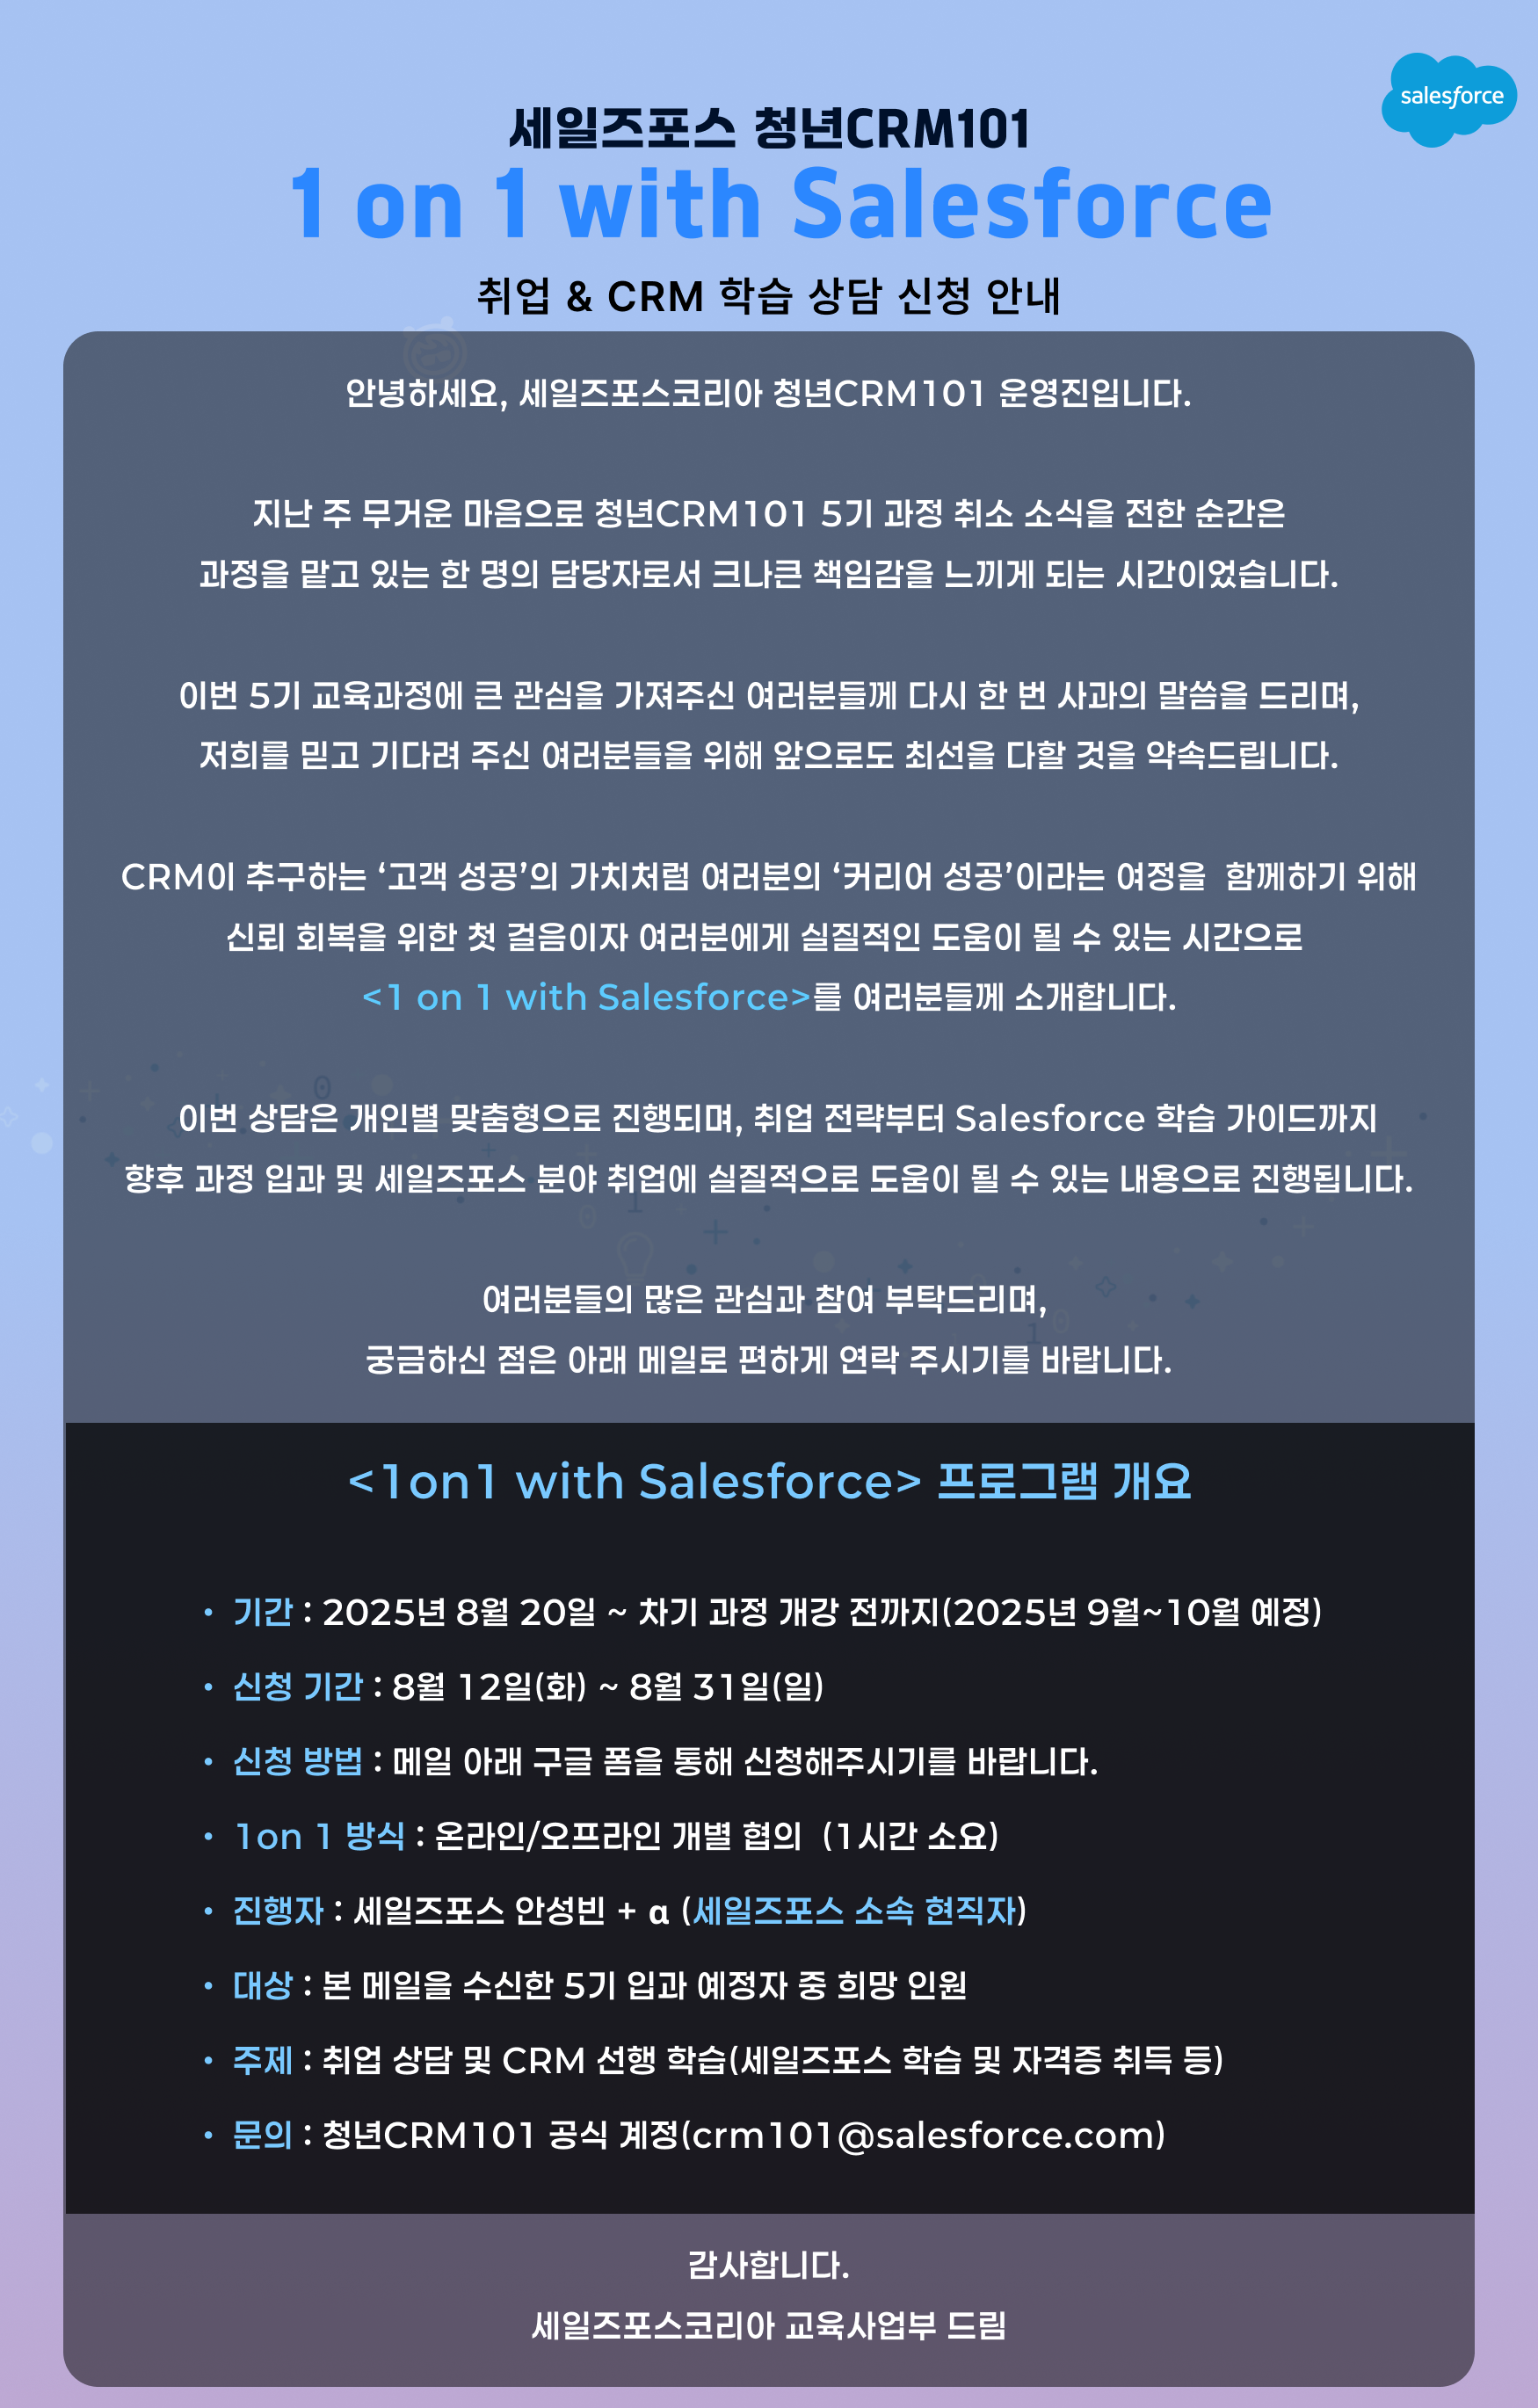 salesforce
세일즈포스 청년CRM101
1 on 1 with Salesforce
취업 & CRM 학습 상담 신청 안내
안녕하세요, 세일즈포스코리아 청년CRM101 운영진입니다.
지난 주 무거운 마음으로 청년CRM101 5기 과정 취소 소식을 전한 순간은
과정을 맡고 있는 한 명의 담당자로서 크나큰 책임감을 느끼게 되는 시간이었습니다.
이번 5기 교육과정에 큰 관심을 가져주신 여러분들께 다시 한 번 사과의 말씀을 드리며,
저희를 믿고 기다려 주신 여러분들을 위해 앞으로도 최선을 다할 것을 약속드립니다.
CRM이 추구하는 ‘고객 성공’의 가치처럼 여러분의 ‘커리어 성공’이라는 여정을 함께하기 위해
신뢰 회복을 위한 첫 걸음이자 여러분에게 실질적인 도움이 될 수 있는 시간으로
<1 on 1 with Salesforce>를 여러분들께 소개합니다.
이번 상담은 개인별 맞춤형으로 진행되며, 취업 전략부터 Salesforce 학습 가이드까지
향후 과정 입과 및 세일즈포스 분야 취업에 실질적으로 도움이 될 수 있는 내용으로 진행됩니다.
여러분들의 많은 관심과 참여 부탁드리며,
궁금하신 점은 아래 메일로 편하게 연락 주시기를 바랍니다.
<1on1 with Salesforce> 프로그램 개요
• 기간 : 2025년 8월 20일 ~ 차기 과정 개강 전까지(2025년 9월~10월 예정)
• 신청 기간 : 8월 12일(화) ~ 8월 31일(일)
• 신청 방법 : 메일 아래 구글 폼을 통해 신청해주시기를 바랍니다.
• 1on 1 방식 : 온라인/오프라인 개별 협의 (1시간 소요)
• 진행자 : 세일즈포스 안성빈 + α (세일즈포스 소속 현직자)
• 대상 : 본 메일을 수신한 5기 입과 예정자 중 희망 인원
• 주제 : 취업 상담 및 CRM 선행 학습(세일즈포스 학습 및 자격증 취득 등)
• 문의 : 청년CRM101 공식 계정(crm101@salesforce.com)
감사합니다.
세일즈포스코리아 교육사업부 드림